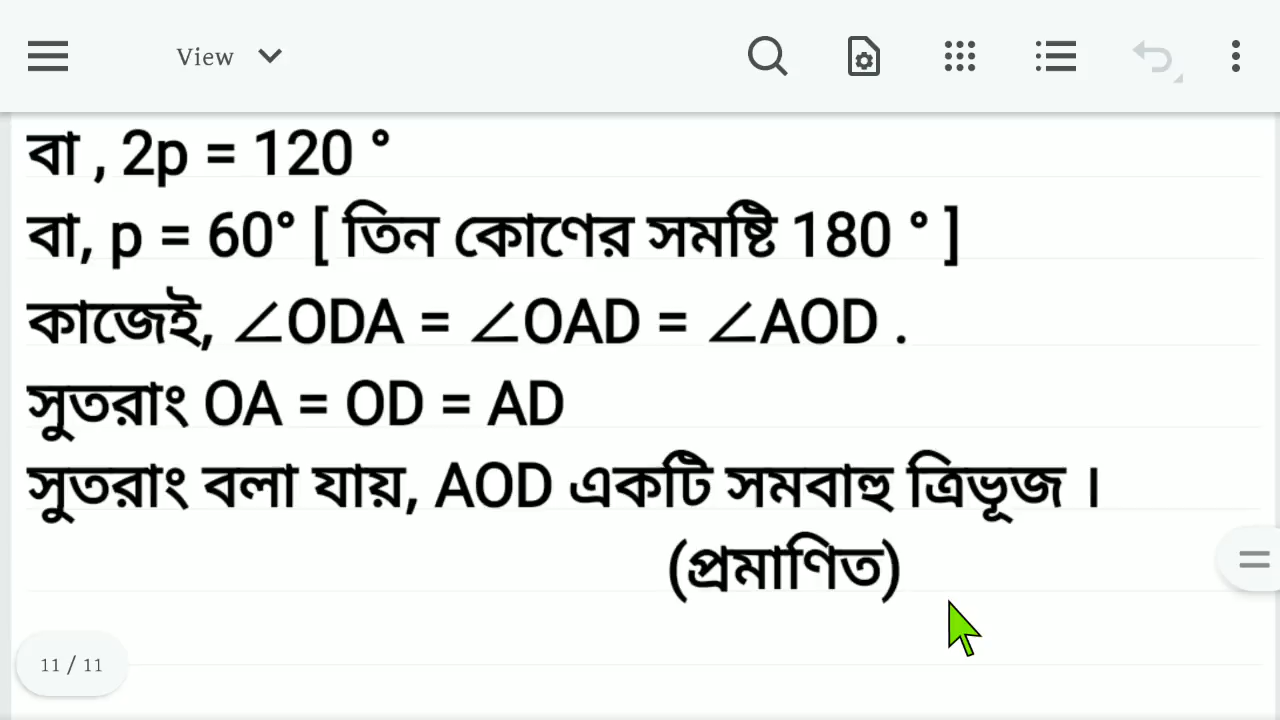 View
বা , 2p = 120 °
বা, p = 60° [ তিন কোণের সমষ্টি 180 ° ]
কাজেই, ∠ODA = ∠OAD = ∠AOD .
সুতরাং OA = OD = AD
সুতরাং বলা যায়, AOD একটি সমবাহু ত্রিভূজ ।
(প্রমাণিত)
11 / 11